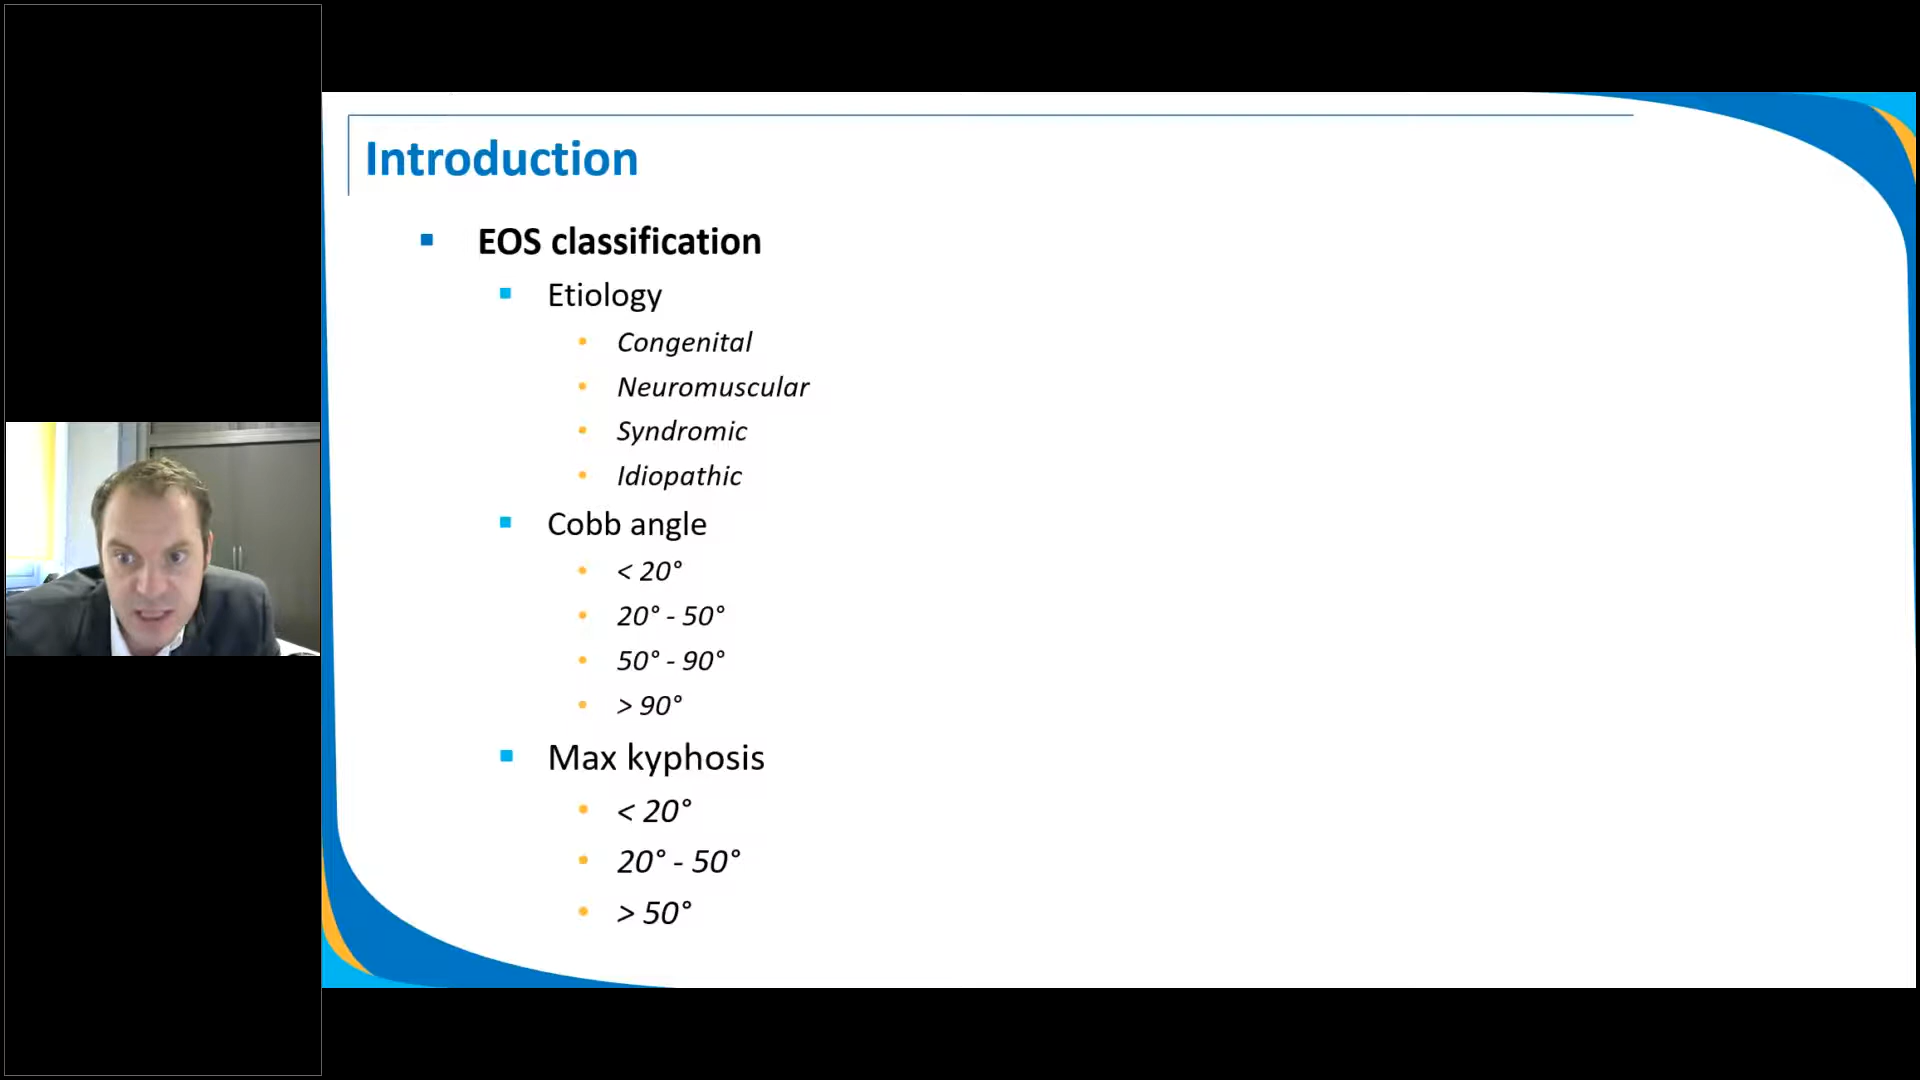 Introduction
EOS classification
Etiology
Congenital
Neuromuscular
Syndromic
Idiopathic
Cobb angle
< 20°
20° - 50°
50° - 90°
> 90°
Max kyphosis
< 20°
20° - 50°
> 50°